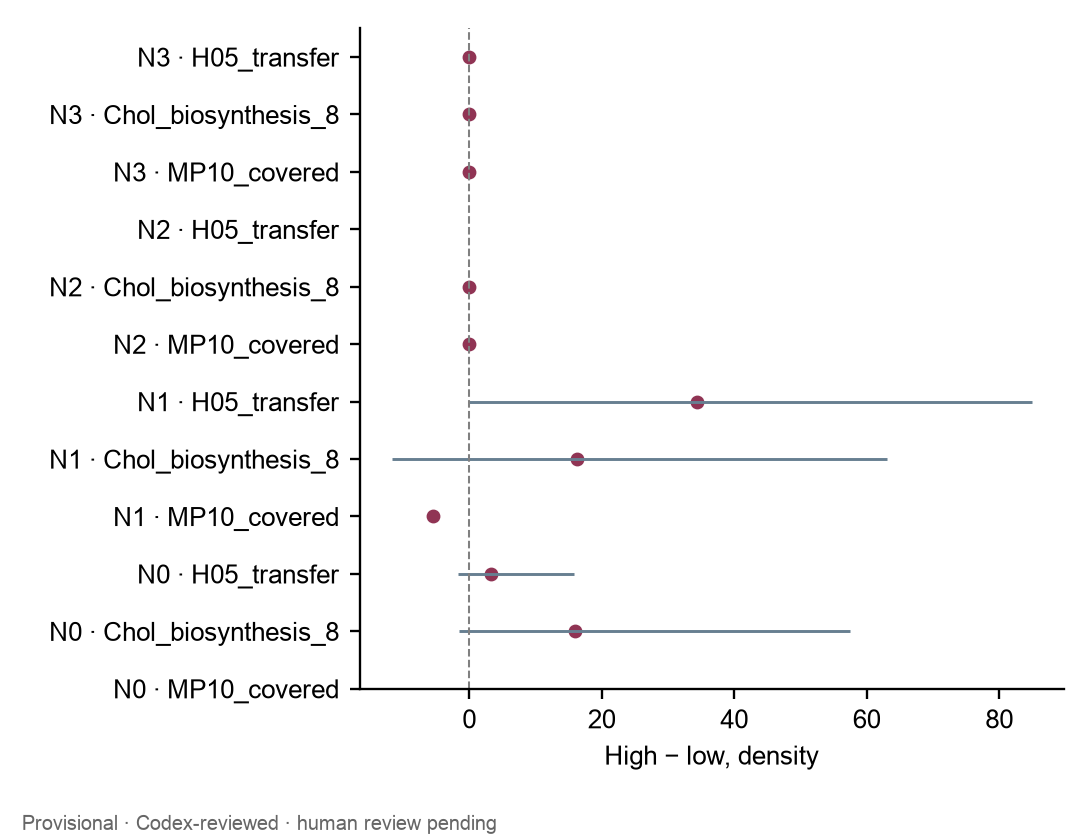 N3 · H05_transfer
N3 · Chol_biosynthesis_8
N3 · MP10_covered
N2 · H05_transfer
N2 · Chol_biosynthesis_8
N2 · MP10_covered
N1 · H05_transfer
N1 · Chol_biosynthesis_8
N1 · MP10_covered
N0 · H05_transfer
N0 · Chol_biosynthesis_8
N0 · MP10_covered
0 20 40 60 80
High − low, density
Provisional · Codex-reviewed · human review pending